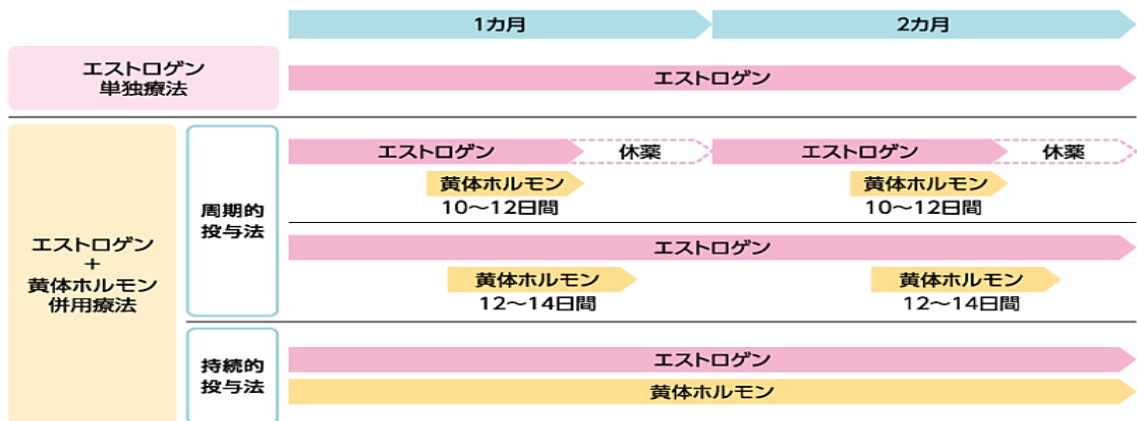 1カ月
2カ月
エストロゲン
単独療法
エストロゲン
エストロゲン
+
黄体ホルモン
併用療法
周期的
投与法
エストロゲン
休薬
エストロゲン
休薬
黄体ホルモン
10～12日間
黄体ホルモン
10～12日間
エストロゲン
黄体ホルモン
12～14日間
黄体ホルモン
12～14日間
持続的
投与法
エストロゲン
黄体ホルモン